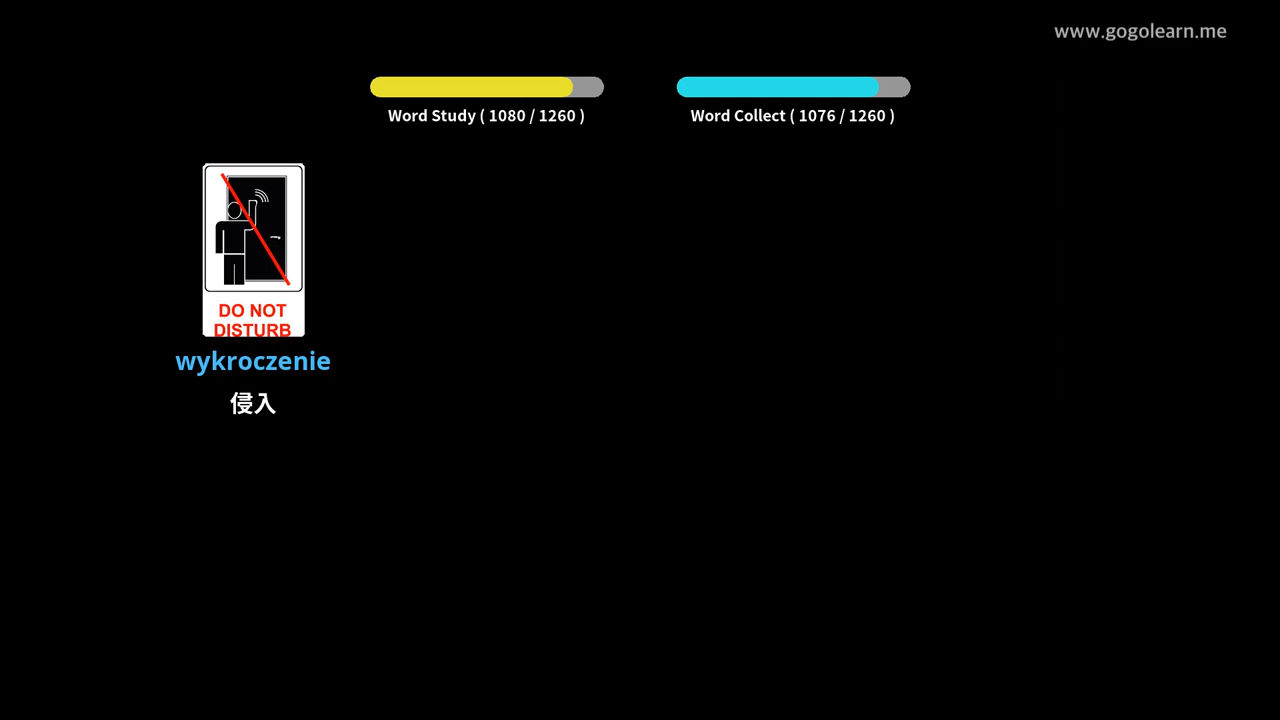 www.gogolearn.me
Word Study ( 1080 / 1260 )
Word Collect ( 1076 / 1260 )
DO NOT
DISTURB
wykroczenie
侵入